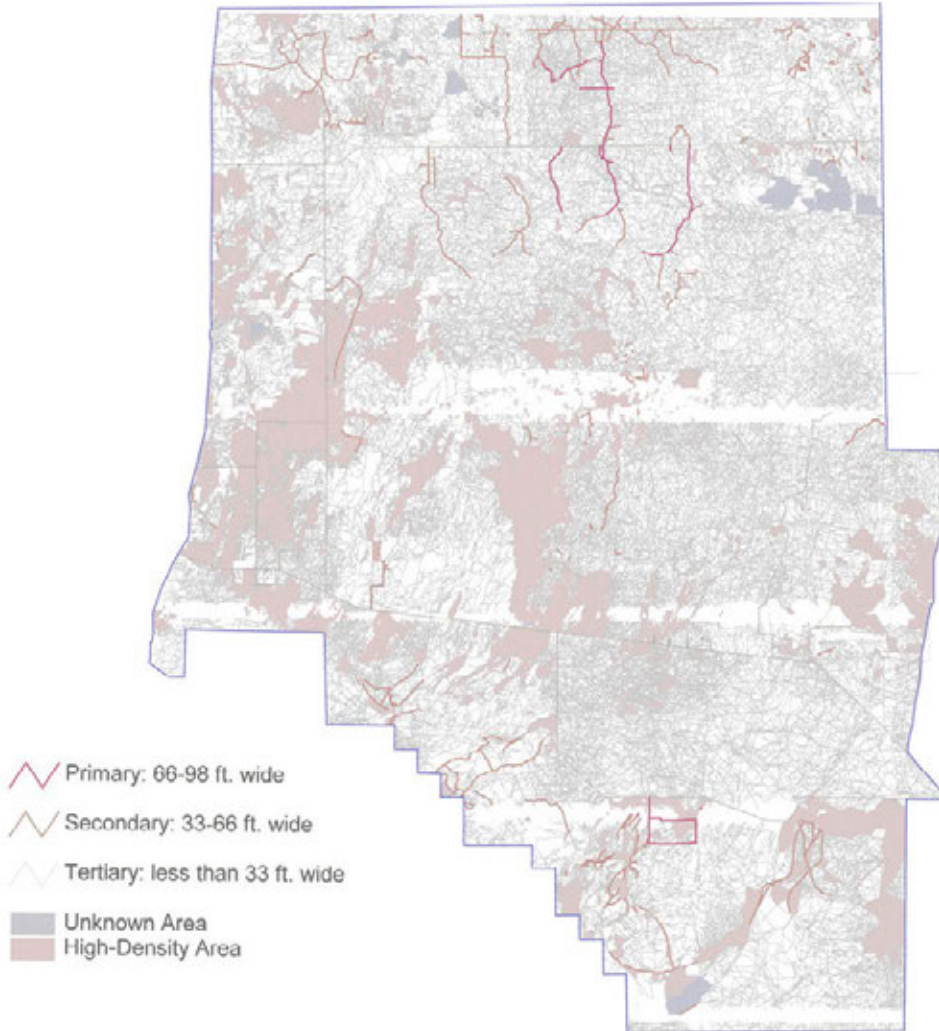 Primary: 66-98 ft. wide
Secondary: 33-66 ft. wide
Tertiary: less than 33 ft. wide
Unknown Area
High-Density Area